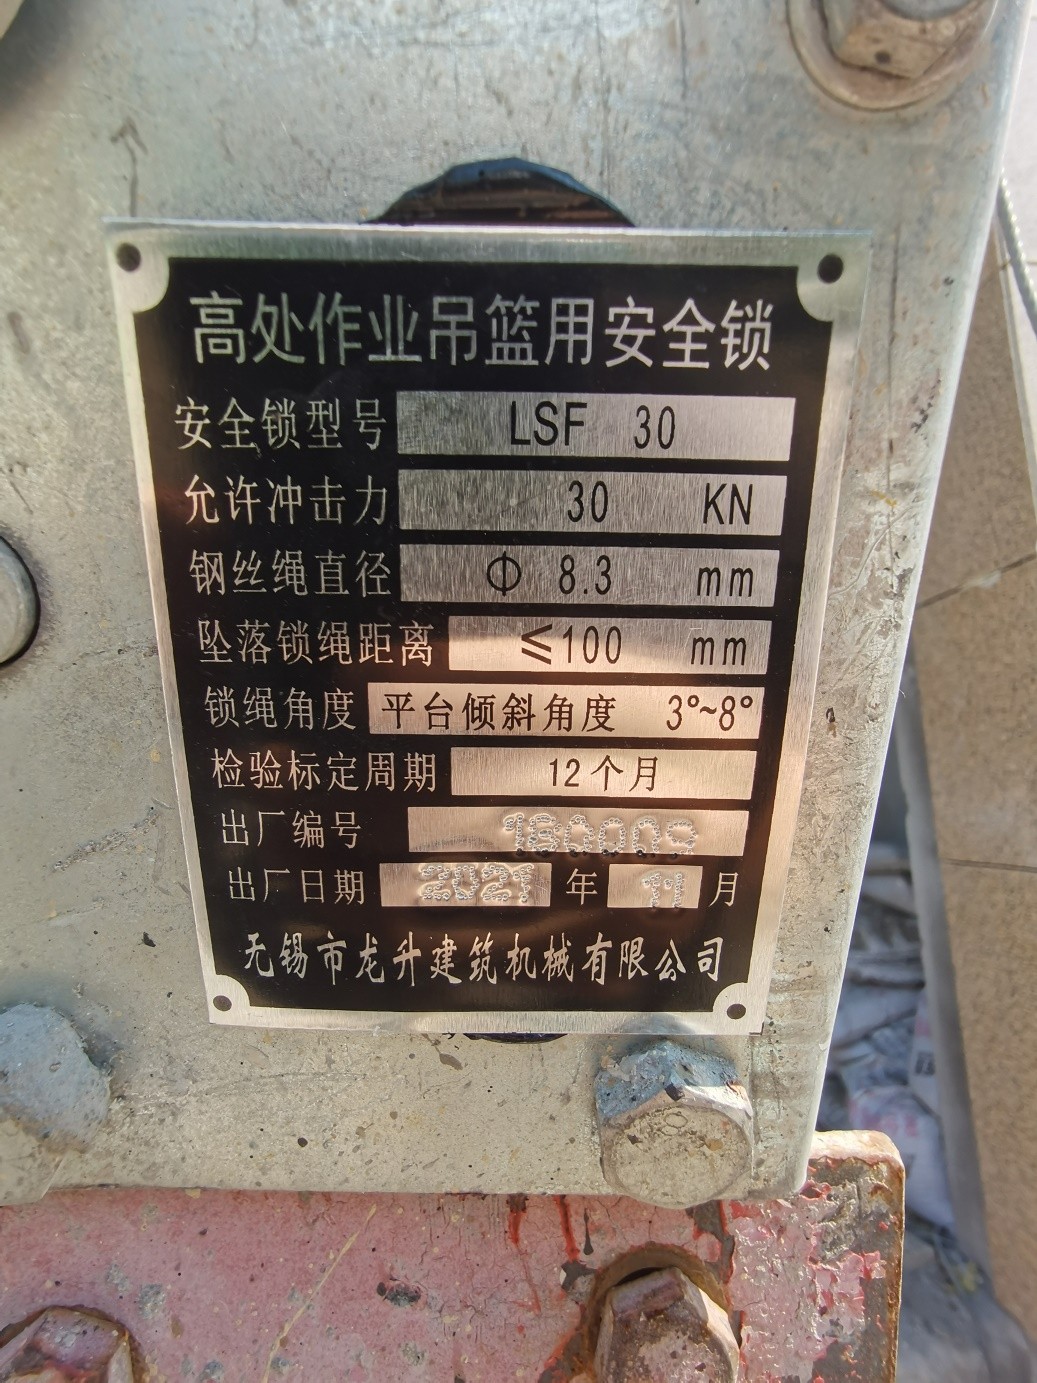 高处作业吊篮用安全锁
安全锁型号 LSF 30
允许冲击力 30 KN
钢丝绳直径 Φ 8.3 mm
坠落锁绳距离 ≤100 mm
锁绳角度 平台倾斜角度 3°~8°
检验标定周期 12个月
出厂编号 180009
出厂日期 2021 年 11 月
无锡市龙升建筑机械有限公司